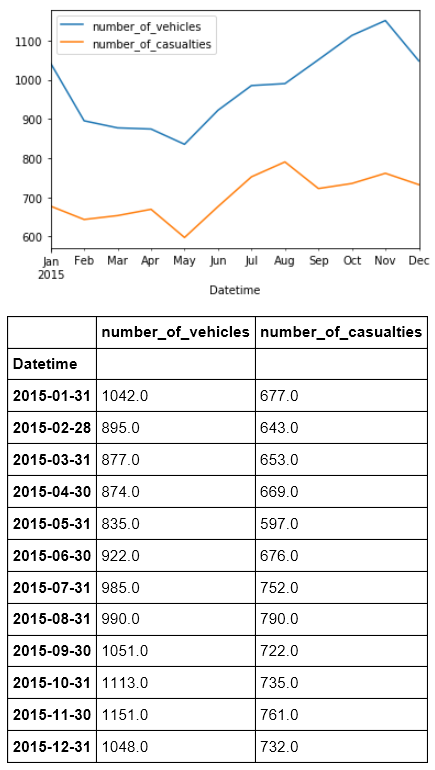 number_of_vehicles
number_of_casualties
1100
1000
900
800
700
600
Jan Feb Mar Apr May Jun Jul Aug Sep Oct Nov Dec
2015
Datetime
number_of_vehicles number_of_casualties
Datetime
2015-01-31 1042.0 677.0
2015-02-28 895.0 643.0
2015-03-31 877.0 653.0
2015-04-30 874.0 669.0
2015-05-31 835.0 597.0
2015-06-30 922.0 676.0
2015-07-31 985.0 752.0
2015-08-31 990.0 790.0
2015-09-30 1051.0 722.0
2015-10-31 1113.0 735.0
2015-11-30 1151.0 761.0
2015-12-31 1048.0 732.0